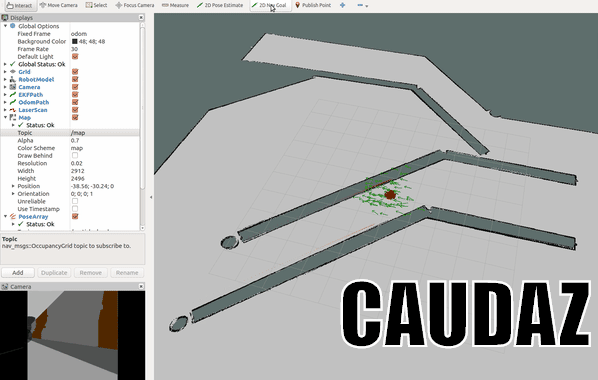 Interact Move Camera Select Focus Camera Measure 2D Pose Estimate 2D Nav Goal Publish Point
Displays
Global Options
Fixed Frame odom
Background Color 48; 48; 48
Frame Rate 30
Default Light
Global Status: Ok
Grid
RobotModel
Camera
EKFPath
OdomPath
LaserScan
Map
Status: Ok
Topic /map
Alpha 0.7
Color Scheme map
Draw Behind
Resolution 0.02
Width 2912
Height 2496
Position -38.56; -30.24; 0
Orientation 0; 0; 0; 1
Unreliable
Use Timestamp
PoseArray
Status: Ok
Topic
nav_msgs::OccupancyGrid topic to subscribe to.
Add Duplicate Remove Rename
Camera
CAUDAZ